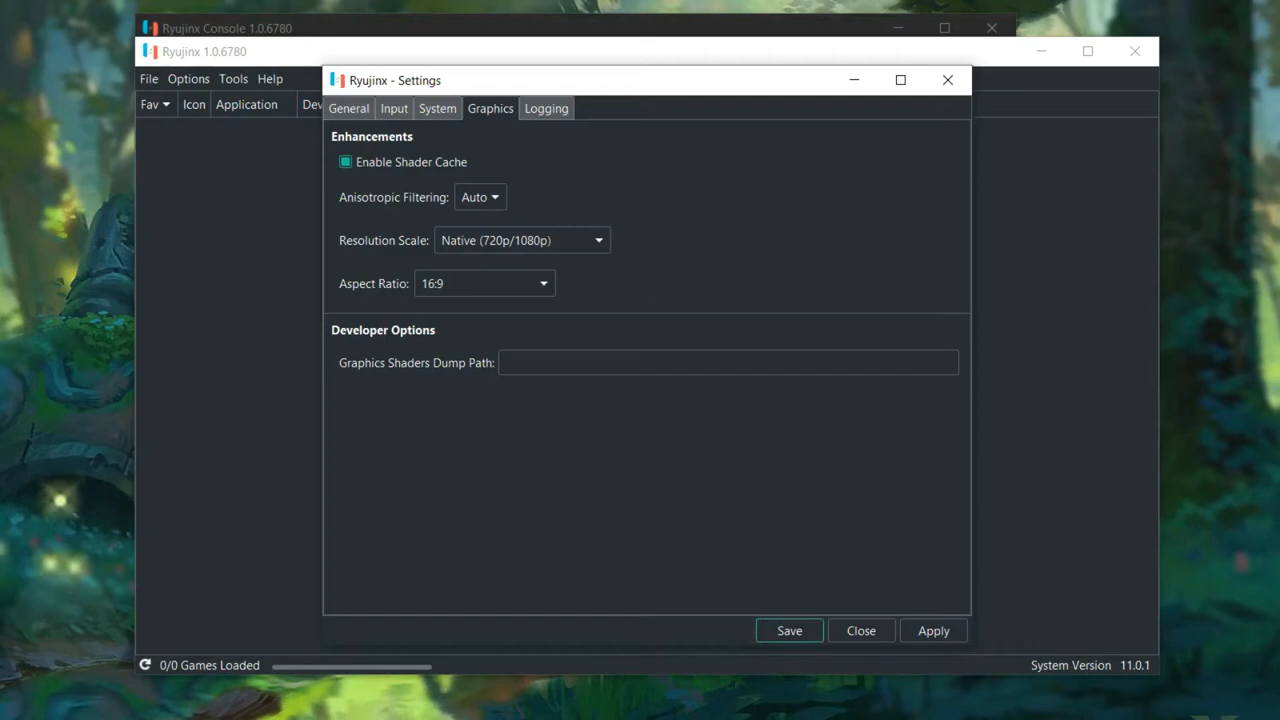 Ryujinx Console 1.0.6780
Ryujinx 1.0.6780
File Options Tools Help
Fav Icon Application Dev
Ryujinx - Settings
General Input System Graphics Logging
Enhancements
Enable Shader Cache
Anisotropic Filtering: Auto
Resolution Scale: Native (720p/1080p)
Aspect Ratio: 16:9
Developer Options
Graphics Shaders Dump Path:
Save Close Apply
0/0 Games Loaded System Version 11.0.1